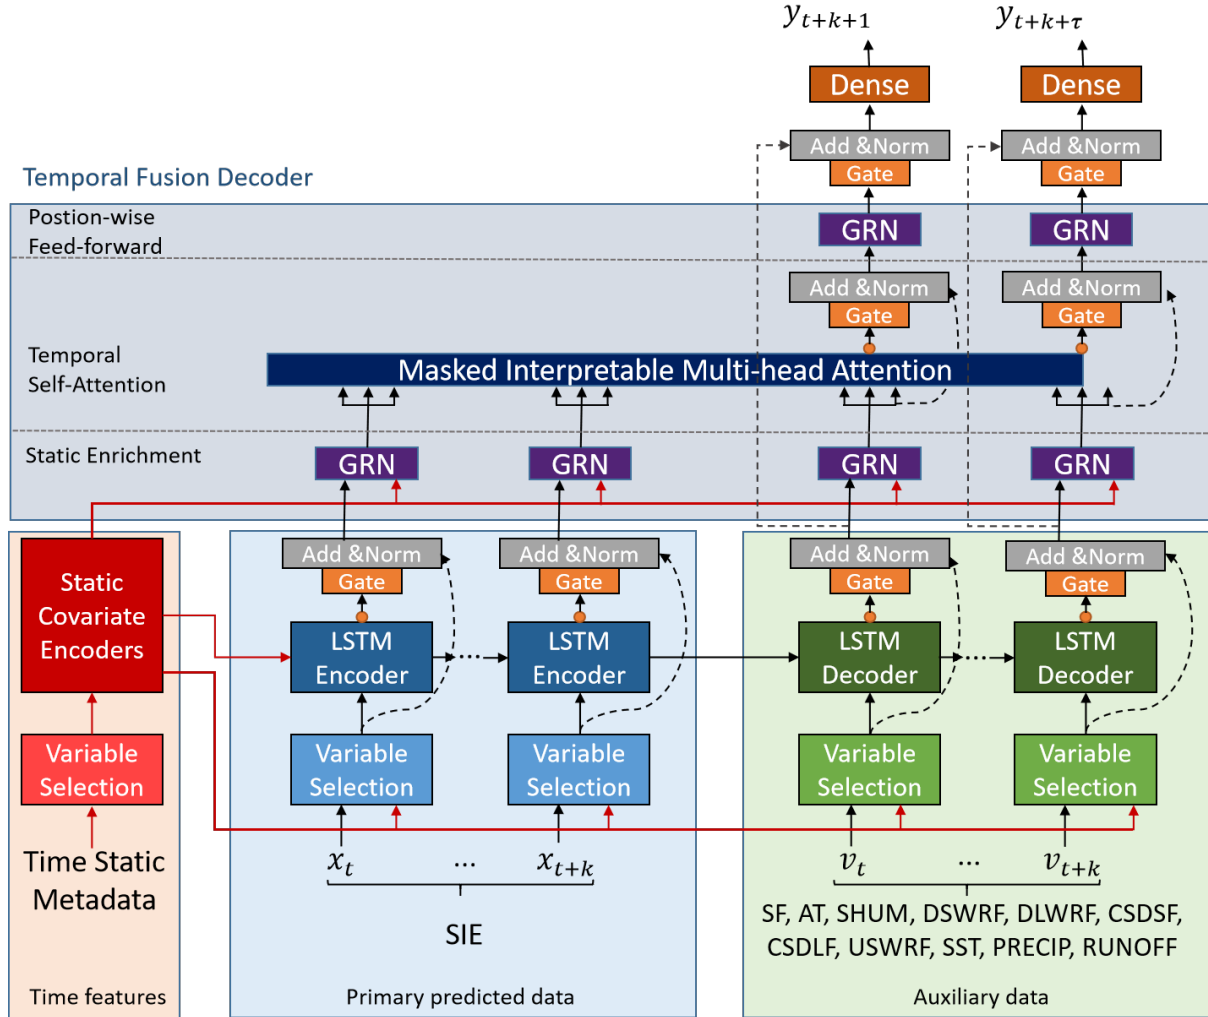 y_{t+k+1} y_{t+k+τ}
Dense Dense
Add &Norm Add &Norm
Gate Gate
Temporal Fusion Decoder
Postion-wise
Feed-forward
GRN GRN
Add &Norm Add &Norm
Gate Gate
Temporal
Self-Attention
Masked Interpretable Multi-head Attention
Static Enrichment
GRN GRN GRN GRN
Static
Covariate
Encoders
Add &Norm Add &Norm Add &Norm Add &Norm
Gate Gate Gate Gate
LSTM
Encoder
...
LSTM
Encoder
LSTM
Decoder
...
LSTM
Decoder
Variable
Selection
Variable
Selection
Variable
Selection
Variable
Selection
Variable
Selection
Time Static
Metadata
x_t ... x_{t+k}
v_t ... v_{t+k}
SIE
SF, AT, SHUM, DSWRF, DLWRF, CSDSF,
CSDLF, USWRF, SST, PRECIP, RUNOFF
Time features
Primary predicted data
Auxiliary data